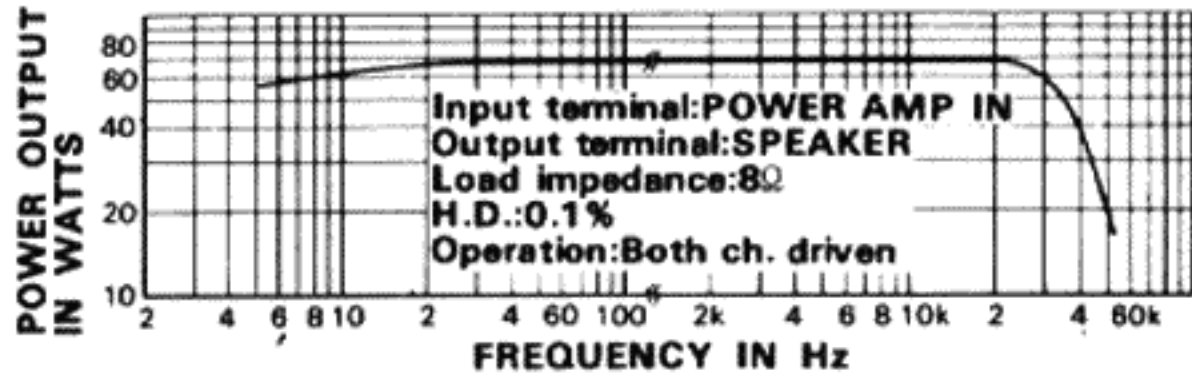 POWER OUTPUT
IN WATTS
80
60
40
20
10
Input terminal:POWER AMP IN
Output terminal:SPEAKER
Load impedance:8Ω
H.D.:0.1%
Operation:Both ch. driven
2 4 6 8 10 2 4 60 100 2k 4 6 8 10k 2 4 60k
FREQUENCY IN Hz